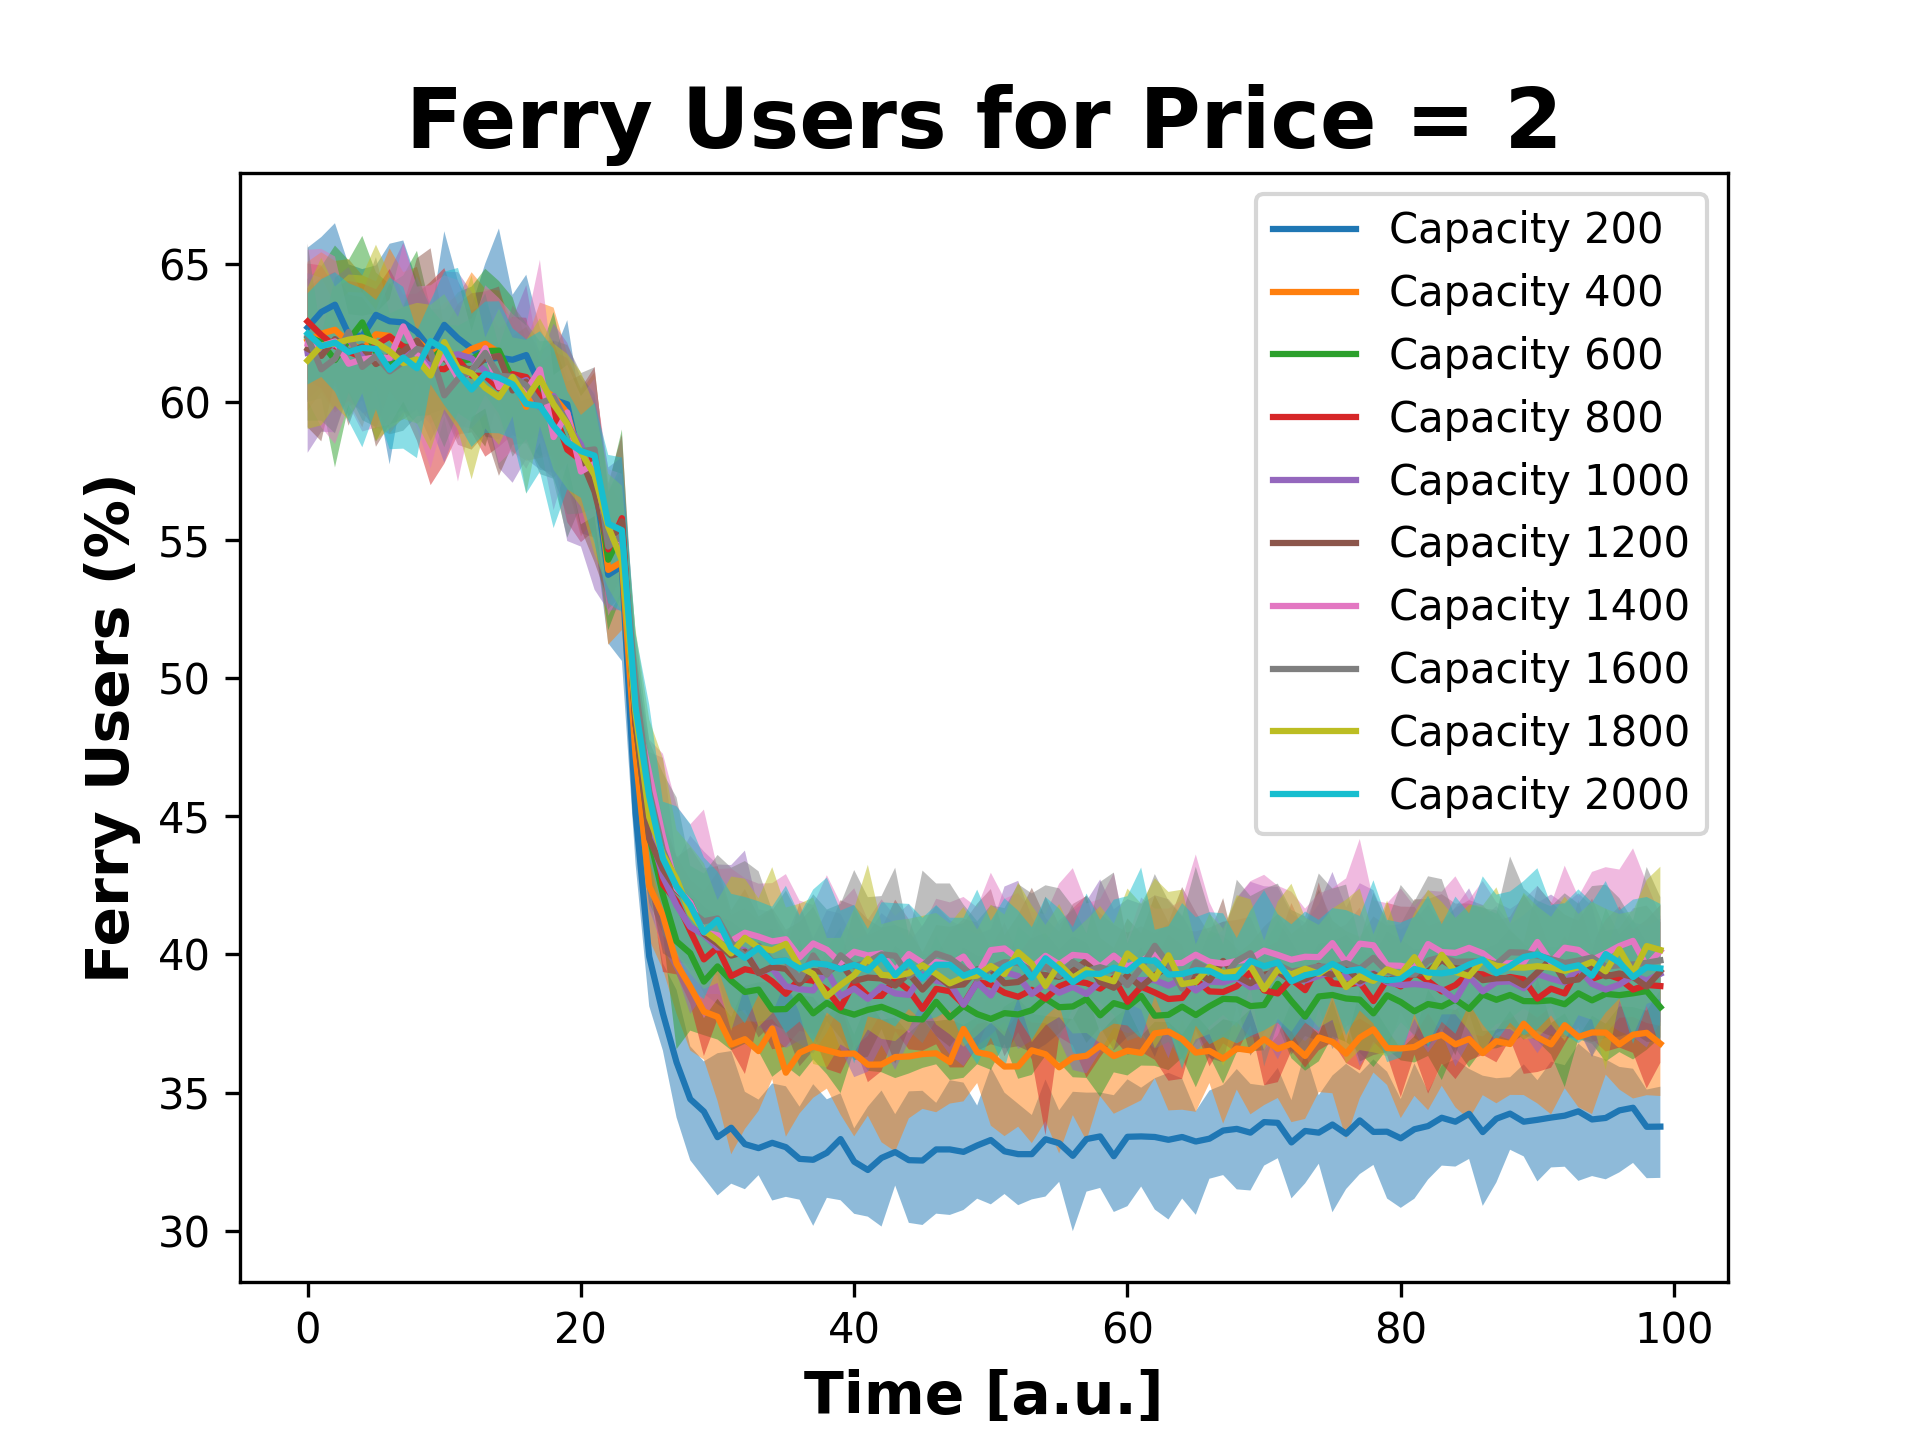 Ferry Users for Price = 2
Ferry Users (%)
65
60
55
50
45
40
35
30
Capacity 200
Capacity 400
Capacity 600
Capacity 800
Capacity 1000
Capacity 1200
Capacity 1400
Capacity 1600
Capacity 1800
Capacity 2000
0 20 40 60 80 100
Time [a.u.]